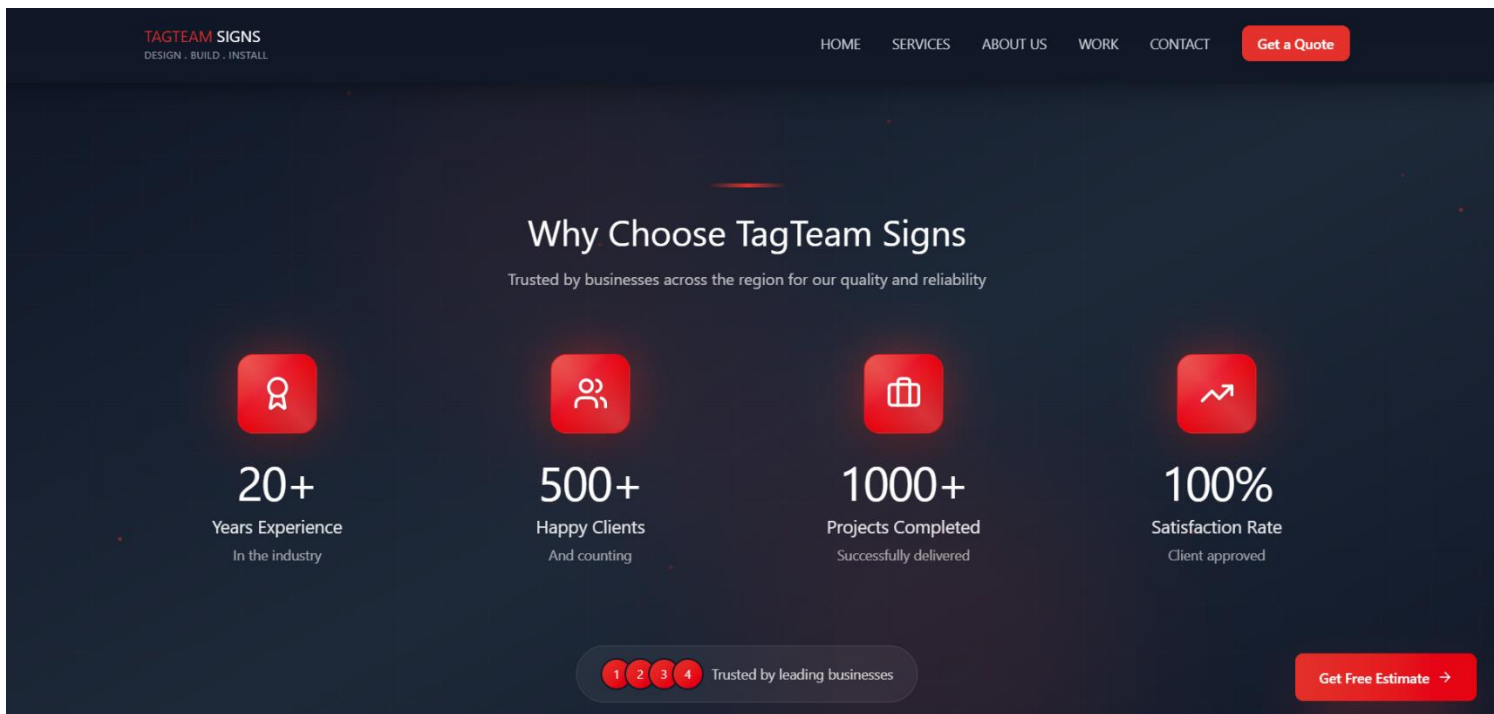 TAGTEAM SIGNS
DESIGN . BUILD . INSTALL
HOME SERVICES ABOUT US WORK CONTACT Get a Quote
Why Choose TagTeam Signs
Trusted by businesses across the region for our quality and reliability
20+
Years Experience
In the industry
500+
Happy Clients
And counting
1000+
Projects Completed
Successfully delivered
100%
Satisfaction Rate
Client approved
1 2 3 4 Trusted by leading businesses
Get Free Estimate →